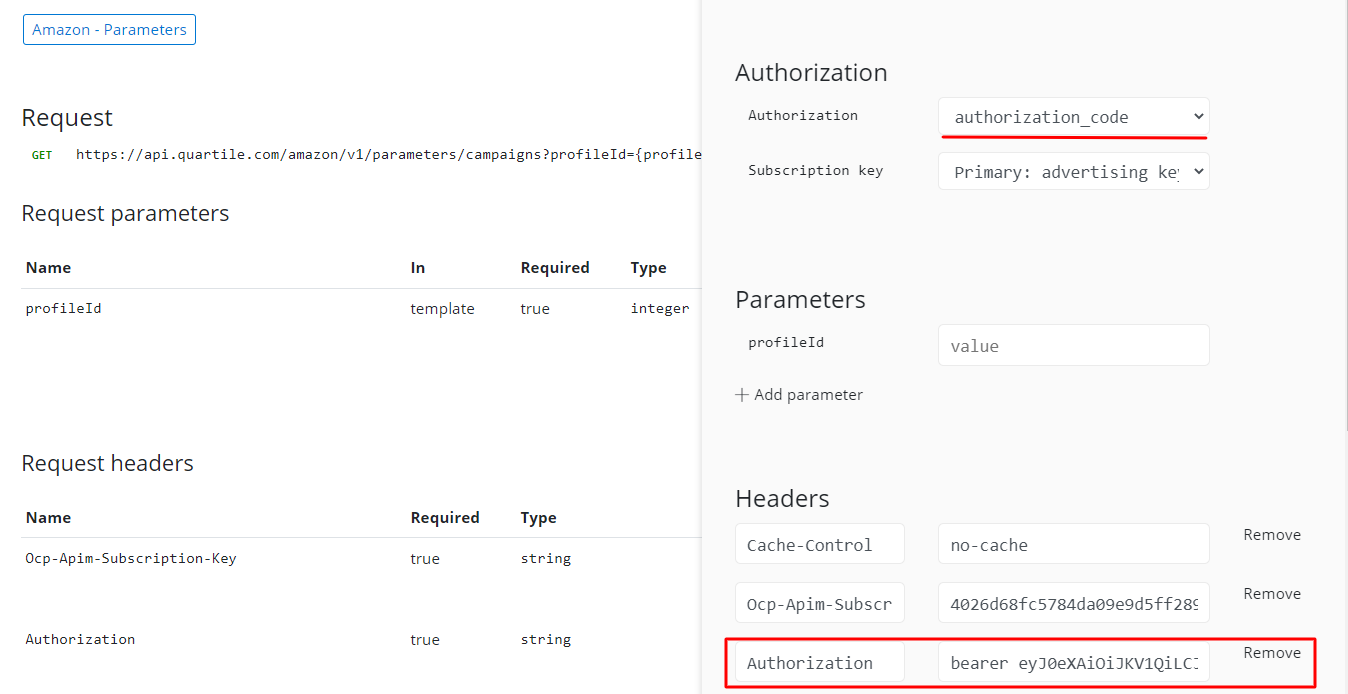 Amazon - Parameters
Request
GET https://api.quartile.com/amazon/v1/parameters/campaigns?profileId={profile
Request parameters
Name In Required Type
profileId template true integer
Request headers
Name Required Type
Ocp-Apim-Subscription-Key true string
Authorization true string
Authorization
Authorization authorization_code
Subscription key Primary: advertising key
Parameters
profileId value
+ Add parameter
Headers
Cache-Control no-cache Remove
Ocp-Apim-Subscr 4026d68fc5784da09e9d5ff289 Remove
Authorization bearer eyJ0eXAiOiJKV1QiLCJ Remove